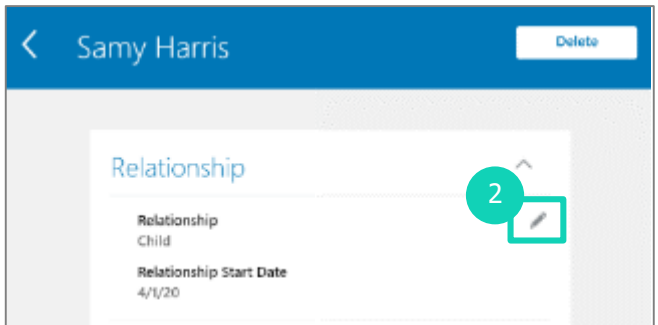 Samy Harris
Delete
Relationship
2
Relationship
Child
Relationship Start Date
4/1/20